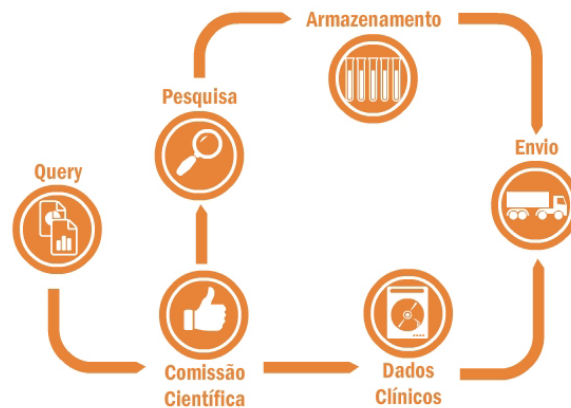 Armazenamento
Pesquisa
Envio
Query
Comissão
Científica
Dados
Clínicos